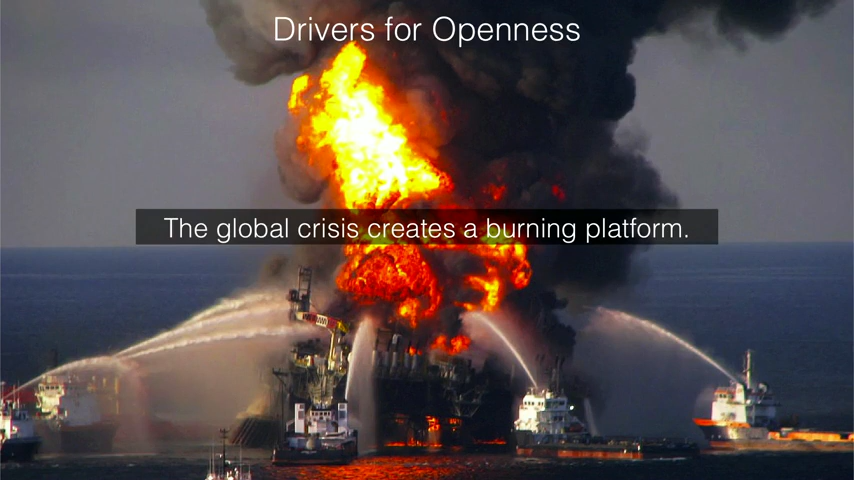 Drivers for Openness
The global crisis creates a burning platform.